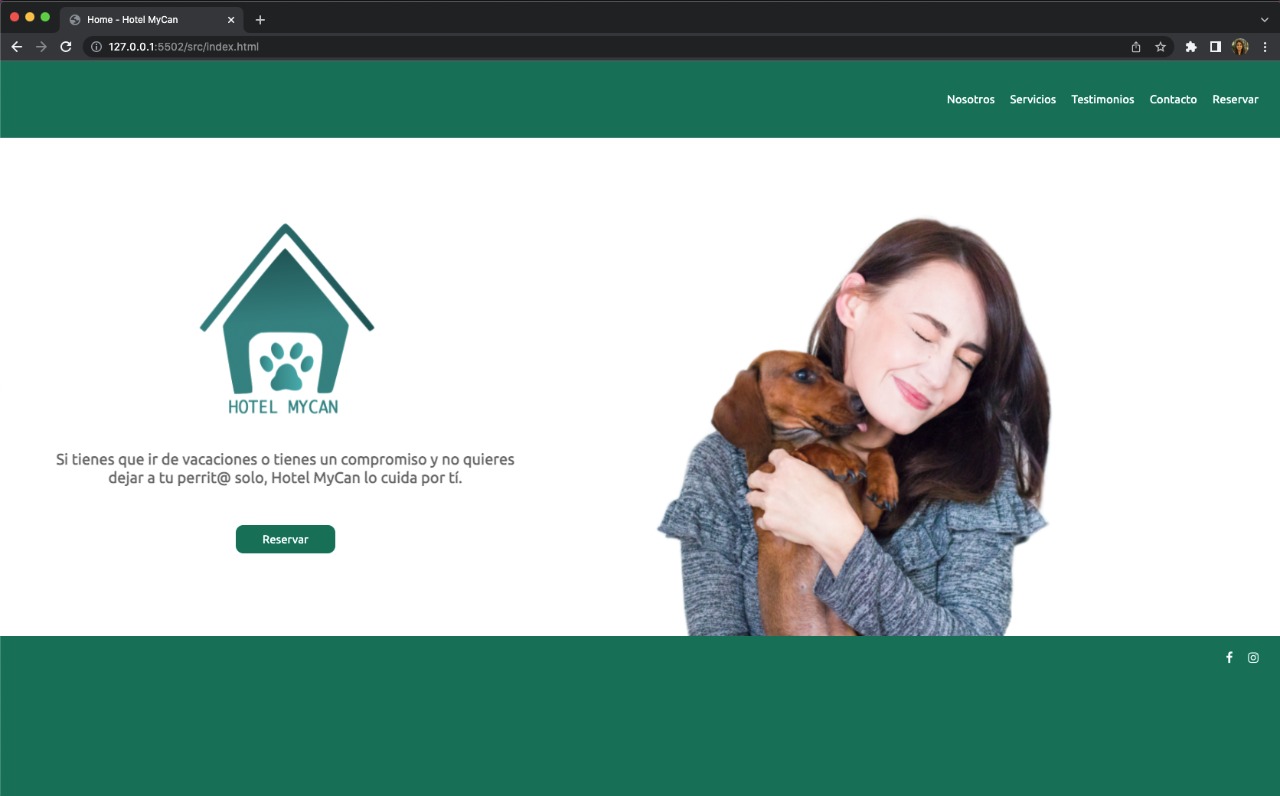 Home - Hotel MyCan
127.0.0.1:5502/src/index.html
Nosotros Servicios Testimonios Contacto Reservar
HOTEL MYCAN
Si tienes que ir de vacaciones o tienes un compromiso y no quieres
dejar a tu perrit@ solo, Hotel MyCan lo cuida por tí.
Reservar